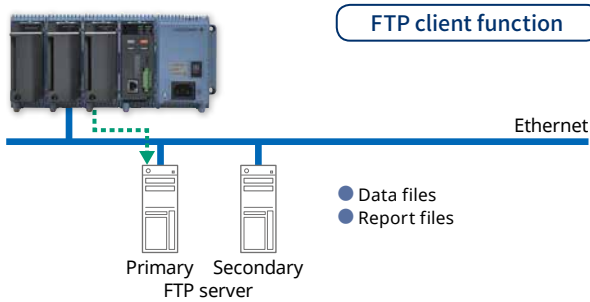 FTP client function
Ethernet
Data files
Report files
Primary Secondary
FTP server